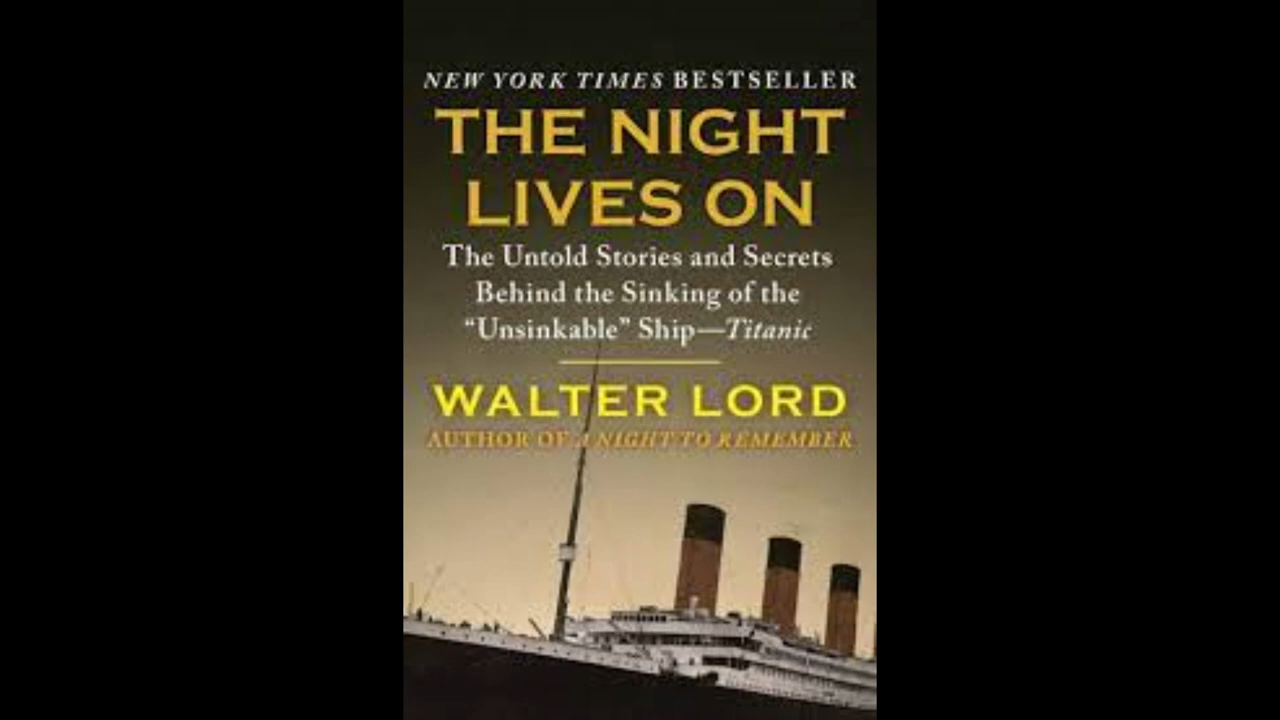 NEW YORK TIMES BESTSELLER
THE NIGHT
LIVES ON
The Untold Stories and Secrets
Behind the Sinking of the
“Unsinkable” Ship—Titanic
WALTER LORD
AUTHOR OF A NIGHT TO REMEMBER